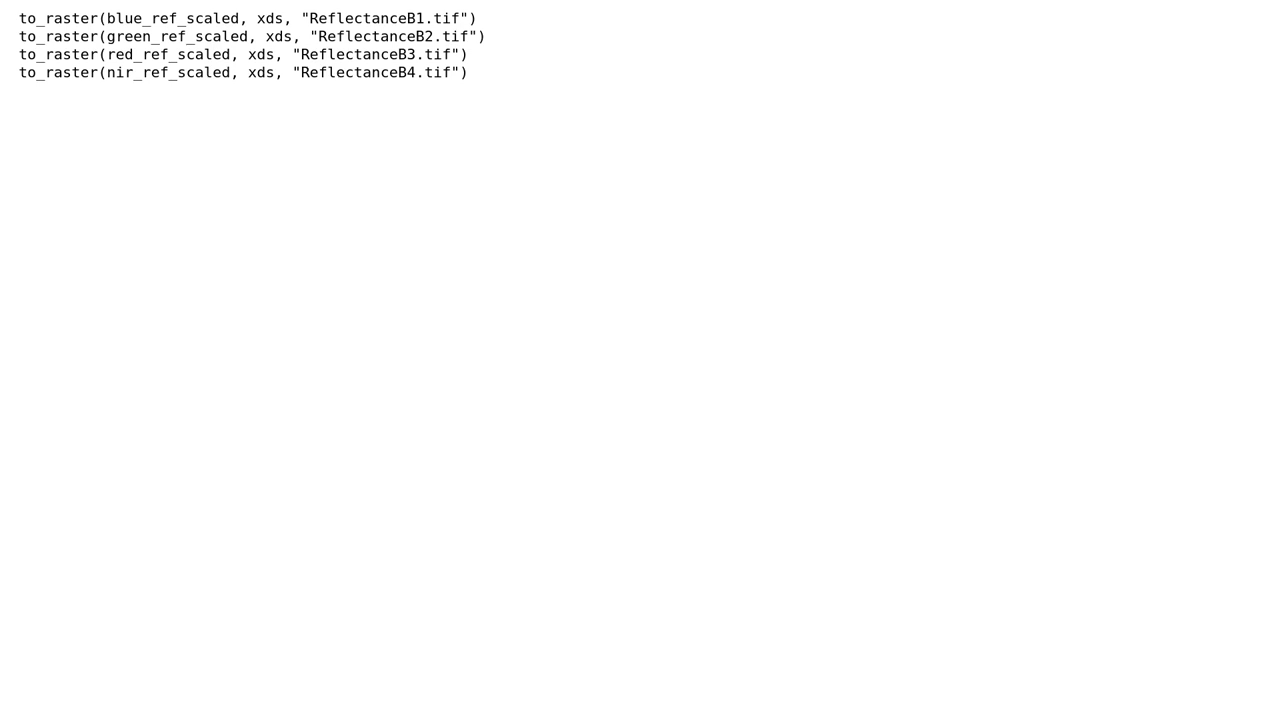 to_raster(blue_ref_scaled, xds, "ReflectanceB1.tif")
to_raster(green_ref_scaled, xds, "ReflectanceB2.tif")
to_raster(red_ref_scaled, xds, "ReflectanceB3.tif")
to_raster(nir_ref_scaled, xds, "ReflectanceB4.tif")